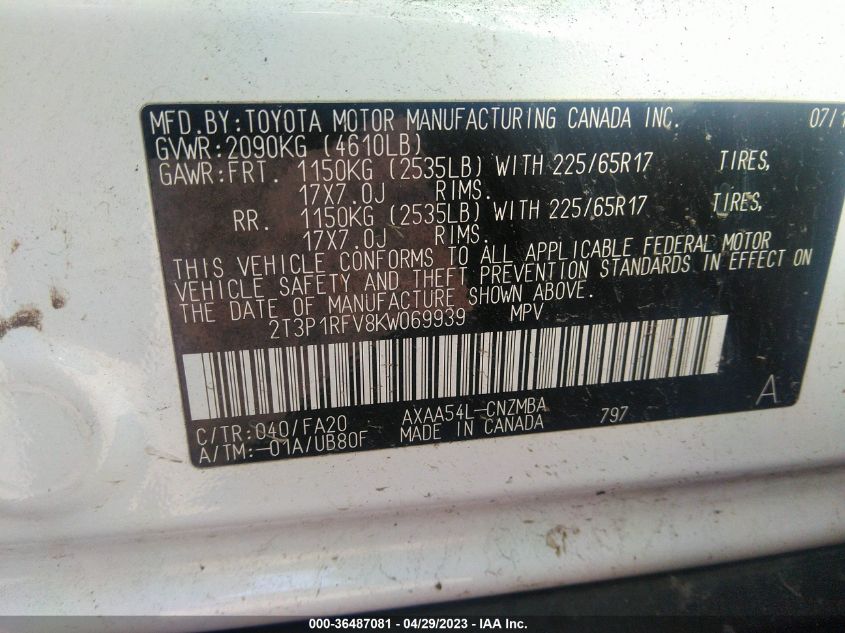 MFD.BY:TOYOTA MOTOR MANUFACTURING CANADA INC. 07/1
GVWR:2090KG (4610LB)
GAWR:FRT. 1150KG (2535LB) WITH 225/65R17 TIRES,
17X7.0J RIMS.
RR. 1150KG (2535LB) WITH 225/65R17 TIRES,
17X7.0J RIMS.
THIS VEHICLE CONFORMS TO ALL APPLICABLE FEDERAL MOTOR
VEHICLE SAFETY AND THEFT PREVENTION STANDARDS IN EFFECT ON
THE DATE OF MANUFACTURE SHOWN ABOVE.
2T3P1RFV8KW069939 MPV
A
C/TR:040/FA20 AXAA54L-CNZMBA 797
A/TM:-01A/UB80F MADE IN CANADA
000-36487081 - 04/29/2023 - IAA Inc.